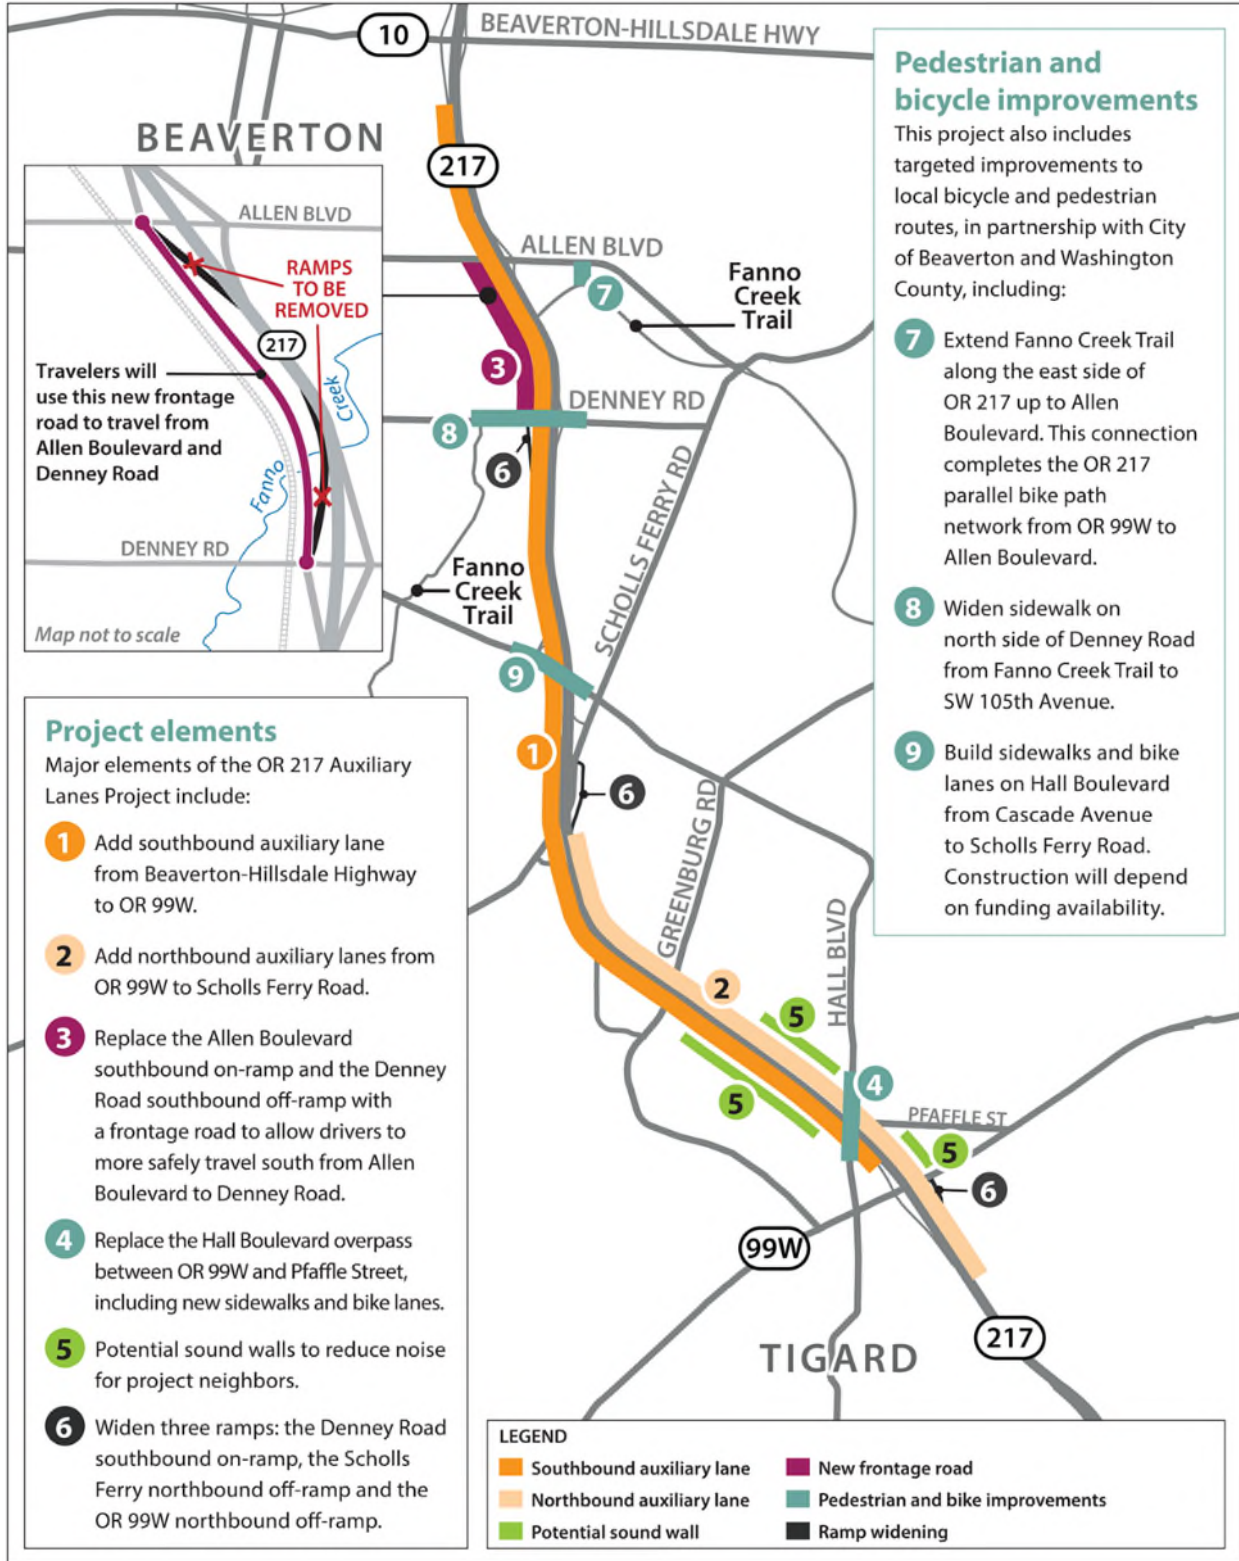 10
BEAVERTON-HILLSDALE HWY
BEAVERTON
217
ALLEN BLVD
Fanno
Creek
Trail
7
3
DENNEY RD
8
6
SCHOLLS FERRY RD
Fanno
Creek
Trail
9
1
6
GREENBURG RD
HALL BLVD
2
5
4
5
PFAFFLE ST
5
6
99W
217
TIGARD
ALLEN BLVD
RAMPS
TO BE
REMOVED
217
Travelers will
use this new frontage
road to travel from
Allen Boulevard and
Denney Road
Fanno
Creek
DENNEY RD
Map not to scale
Project elements
Major elements of the OR 217 Auxiliary
Lanes Project include:
1 Add southbound auxiliary lane
from Beaverton-Hillsdale Highway
to OR 99W.
2 Add northbound auxiliary lanes from
OR 99W to Scholls Ferry Road.
3 Replace the Allen Boulevard
southbound on-ramp and the Denney
Road southbound off-ramp with
a frontage road to allow drivers to
more safely travel south from Allen
Boulevard to Denney Road.
4 Replace the Hall Boulevard overpass
between OR 99W and Pfaffle Street,
including new sidewalks and bike lanes.
5 Potential sound walls to reduce noise
for project neighbors.
6 Widen three ramps: the Denney Road
southbound on-ramp, the Scholls
Ferry northbound off-ramp and the
OR 99W northbound off-ramp.
Pedestrian and
bicycle improvements
This project also includes
targeted improvements to
local bicycle and pedestrian
routes, in partnership with City
of Beaverton and Washington
County, including:
7 Extend Fanno Creek Trail
along the east side of
OR 217 up to Allen
Boulevard. This connection
completes the OR 217
parallel bike path
network from OR 99W to
Allen Boulevard.
8 Widen sidewalk on
north side of Denney Road
from Fanno Creek Trail to
SW 105th Avenue.
9 Build sidewalks and bike
lanes on Hall Boulevard
from Cascade Avenue
to Scholls Ferry Road.
Construction will depend
on funding availability.
LEGEND
Southbound auxiliary lane
Northbound auxiliary lane
Potential sound wall
New frontage road
Pedestrian and bike improvements
Ramp widening